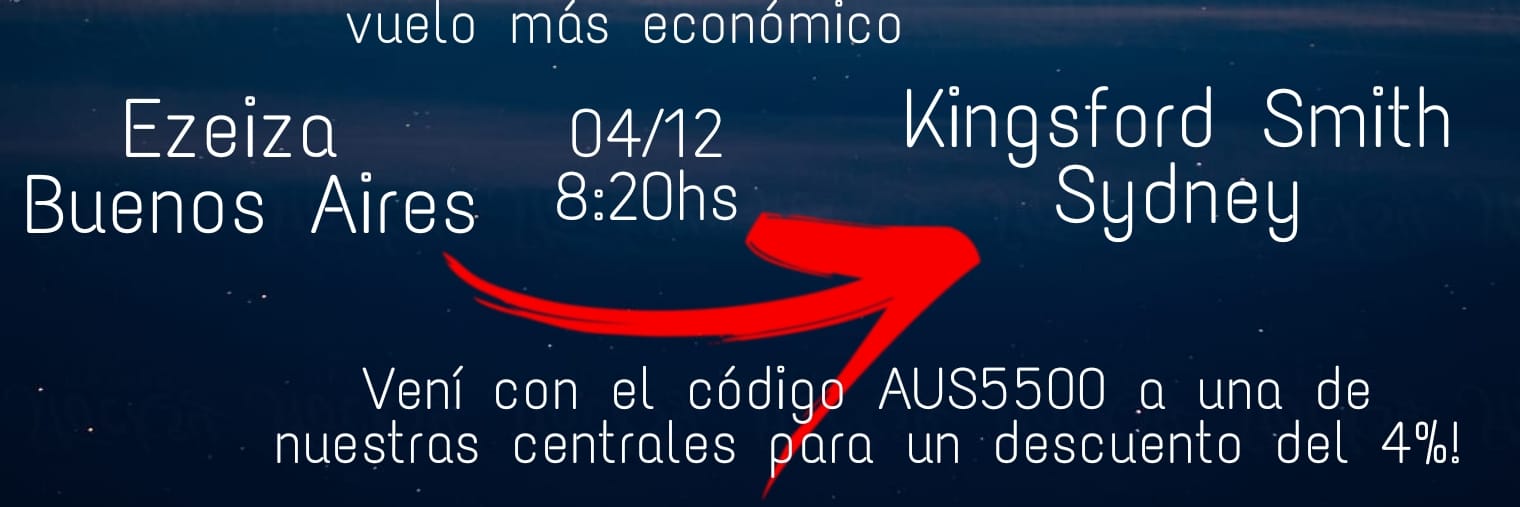 vuelo más económico
Ezeiza
Buenos Aires
04/12
8:20hs
Kingsford Smith
Sydney
Vení con el código AUS5500 a una de
nuestras centrales para un descuento del 4%!